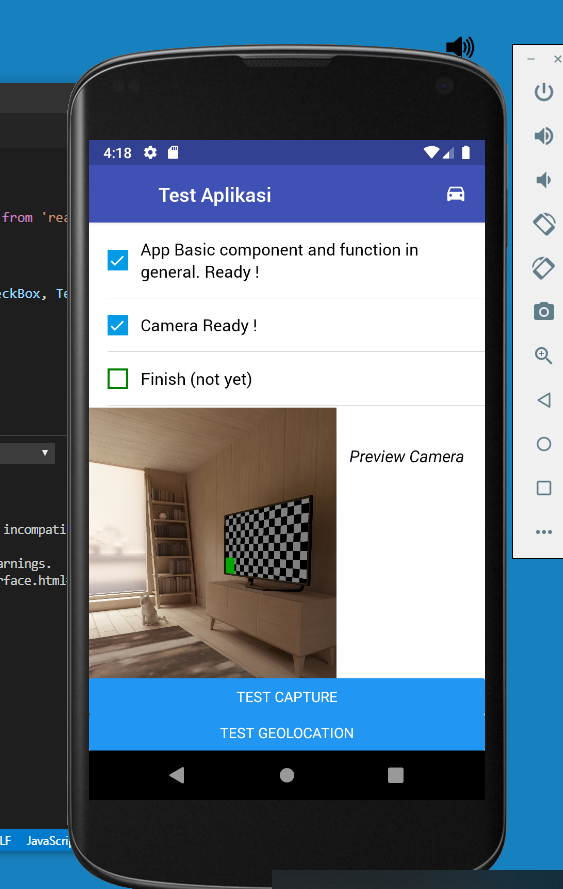 4:18
Test Aplikasi
from 'rea
eckBox, Te
App Basic component and function in
general. Ready !
Camera Ready !
Finish (not yet)
Preview Camera
incompati
arnings.
rface.html
TEST CAPTURE
TEST GEOLOCATION
LF JavaScrip